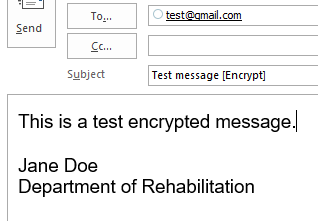 To...
test@gmail.com
Send
Cc...
Subject
Test message [Encrypt]
This is a test encrypted message.
Jane Doe
Department of Rehabilitation